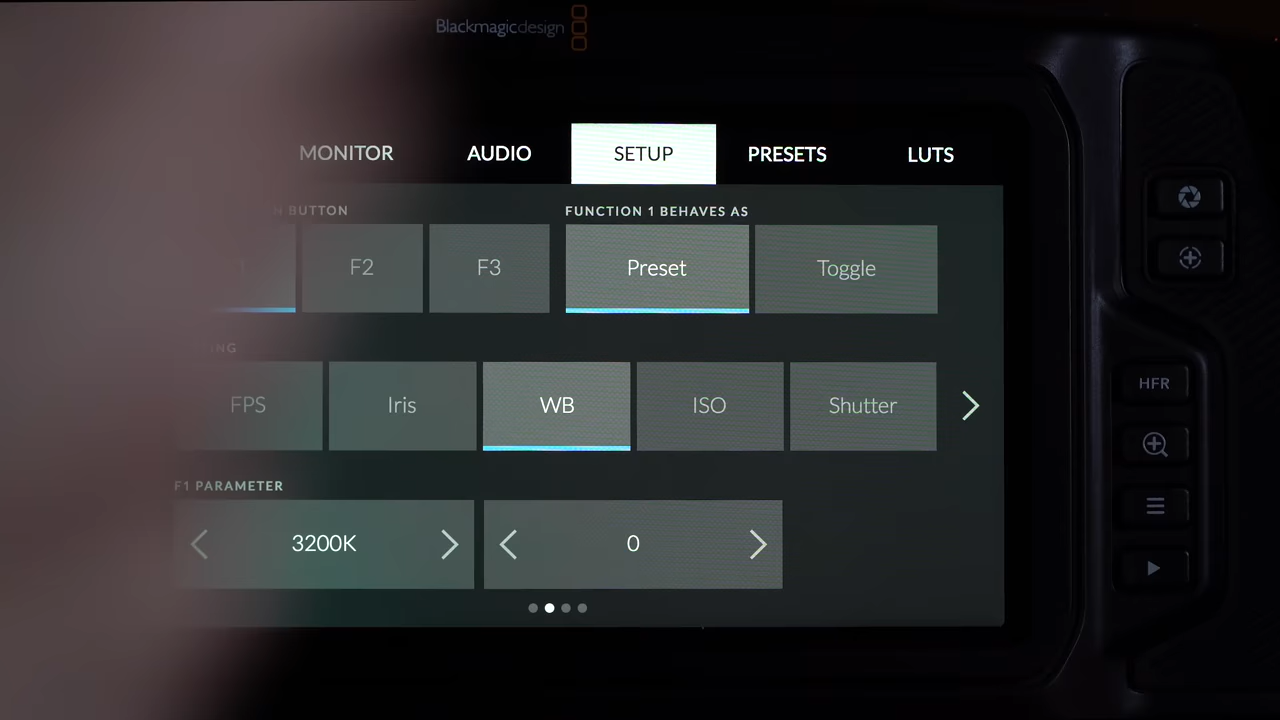 Blackmagicdesign
MONITOR AUDIO SETUP PRESETS LUTS
BUTTON FUNCTION 1 BEHAVES AS
F2 F3 Preset Toggle
FPS Iris WB ISO Shutter
HFR
F1 PARAMETER
3200K 0